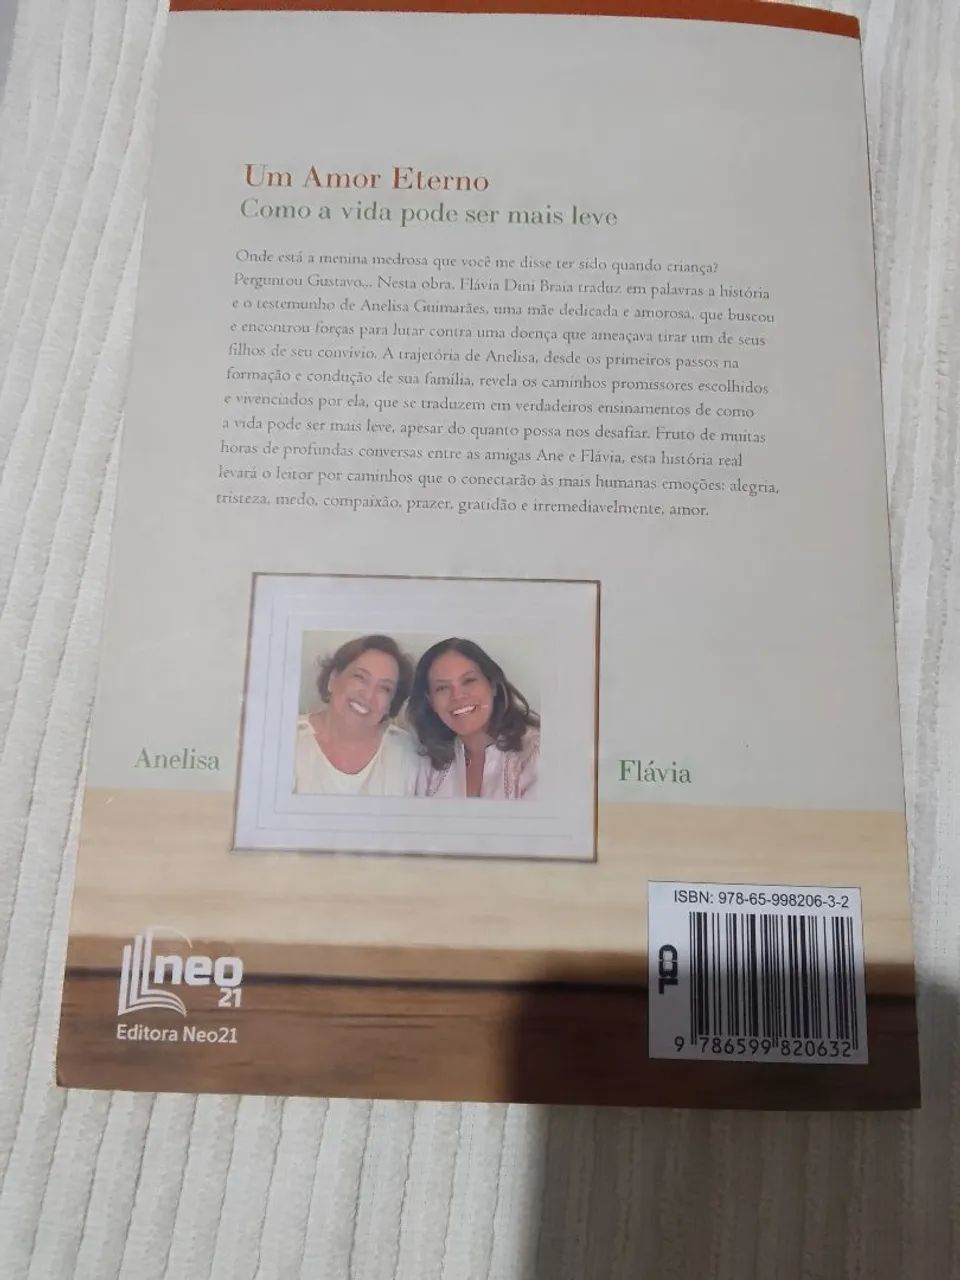 Um Amor Eterno
Como a vida pode ser mais leve
Onde está a menina medrosa que você me disse ter sido quando criança?
Perguntou Gustavo... Nesta obra, Flávia Dini Braia traduz em palavras a história
e o testemunho de Anelisa Guimarães, uma mãe dedicada e amorosa, que buscou
e encontrou forças para lutar contra uma doença que ameaçava tirar um de seus
filhos de seu convívio. A trajetória de Anelisa, desde os primeiros passos na
formação e condução de sua família, revela os caminhos promissores escolhidos
e vivenciados por ela, que se traduzem em verdadeiros ensinamentos de como
a vida pode ser mais leve, apesar do quanto possa nos desafiar. Fruto de muitas
horas de profundas conversas entre as amigas Ane e Flávia, esta história real
levará o leitor por caminhos que o conectarão às mais humanas emoções: alegria,
tristeza, medo, compaixão, prazer, gratidão e irremediavelmente, amor.
Anelisa
Flávia
neo
21
Editora Neo21
ISBN: 978-65-998206-3-2
CBL
9 786599 820632